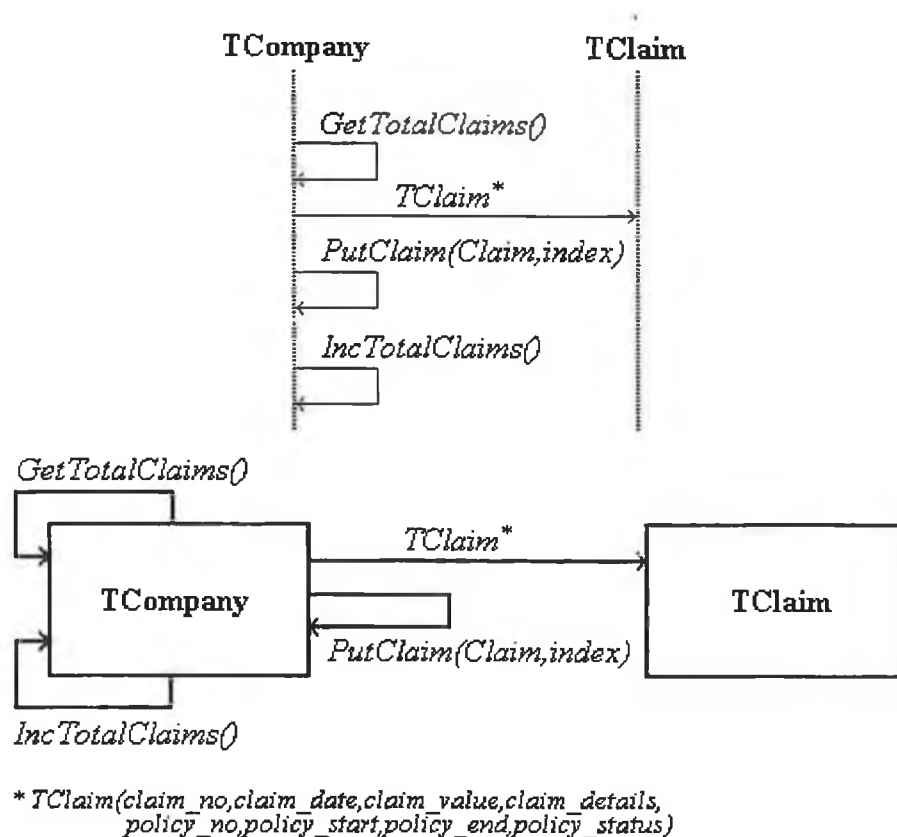 TCompany TClaim
GetTotalClaims()
TClaim*
PutClaim(Claim,index)
IncTotalClaims()
GetTotalClaims()
TClaim*
TCompany TClaim
PutClaim(Claim,index)
IncTotalClaims()
* TClaim(claim_no,claim_date,claim_value,claim_details,
policy_no,policy_start,policy_end,policy_status)